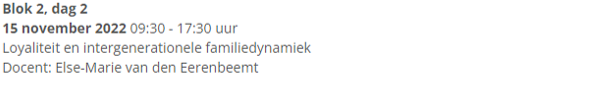 Blok 2, dag 2
15 november 2022 09:30 - 17:30 uur
Loyaliteit en intergenerationele familiedynamiek
Docent: Else-Marie van den Eerenbeemt